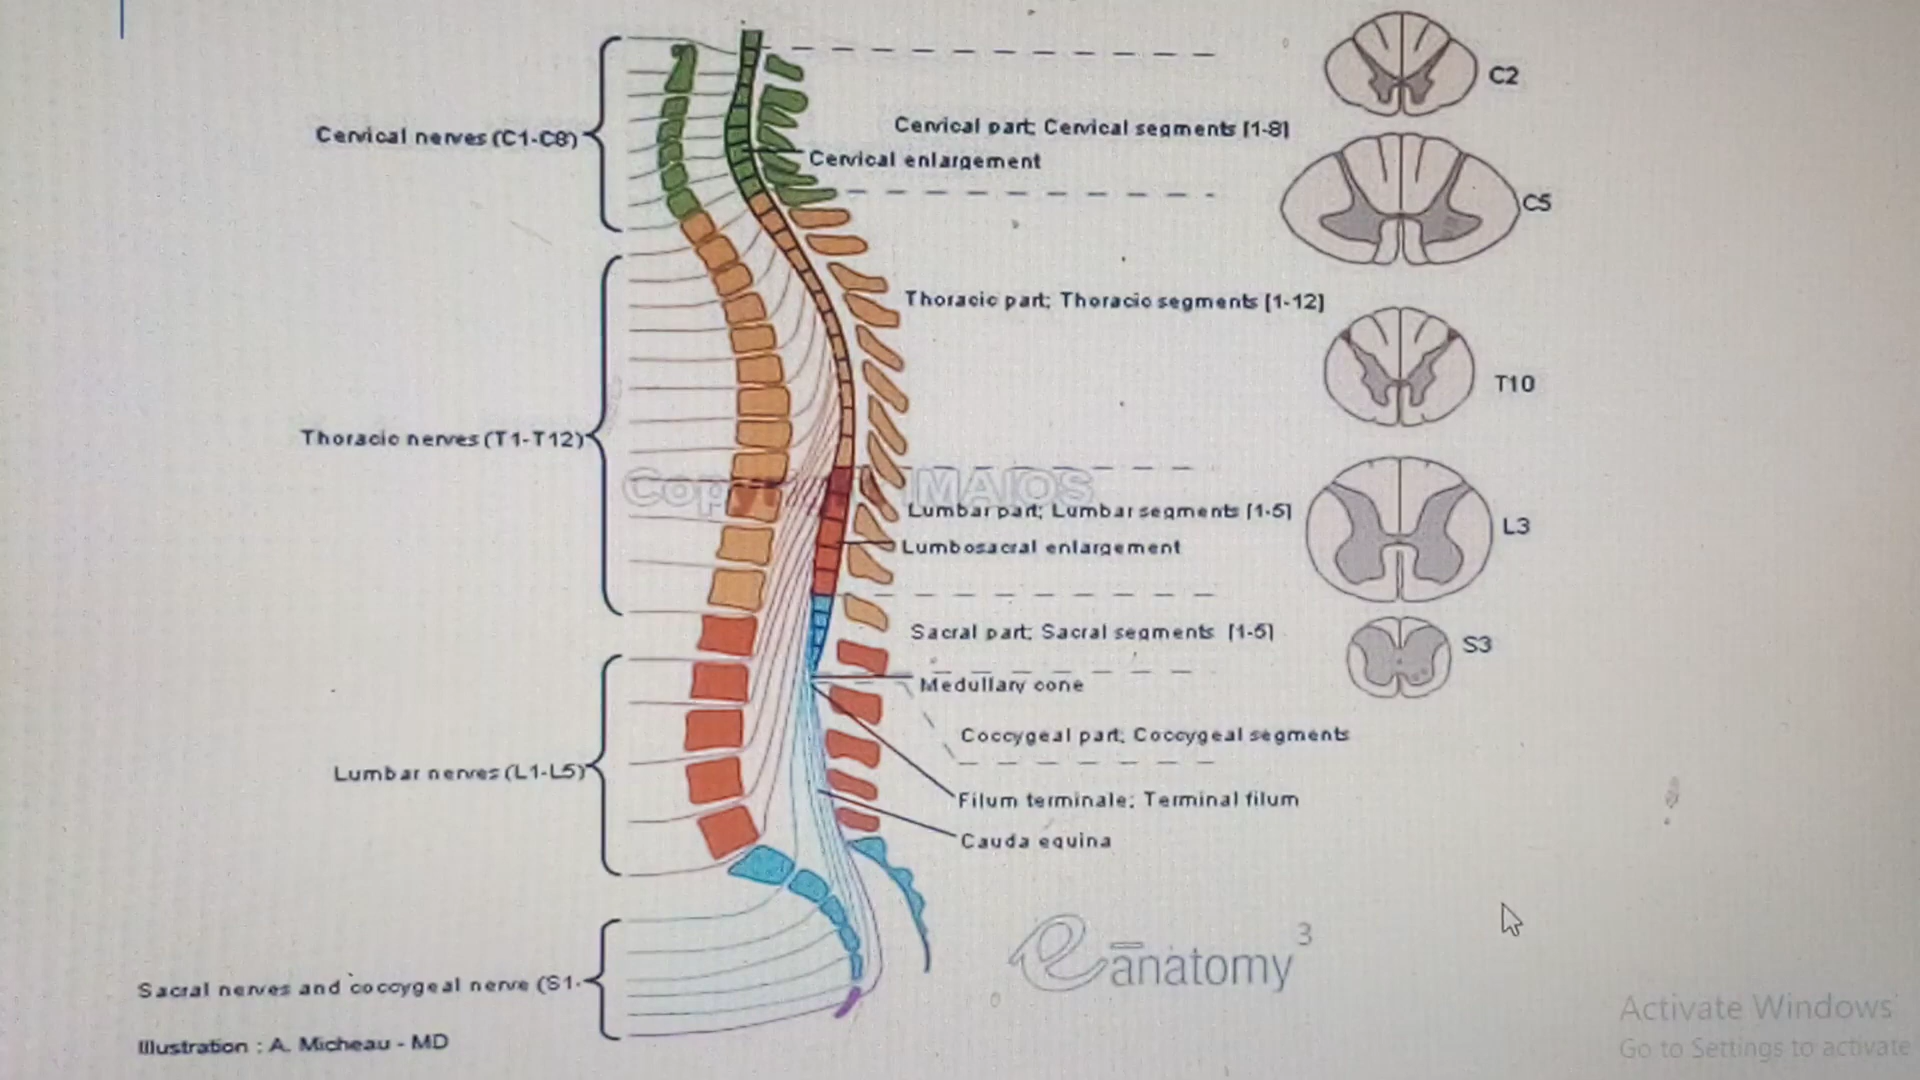 C2
Cervical part; Cervical segments [1-8]
Cervical nerves (C1-C8)
Cervical enlargement
C5
Thoracic part; Thoracic segments [1-12]
T10
Thoracic nerves (T1-T12)
Copyright IMAIOS
Lumbar part; Lumbar segments [1-5]
L3
Lumbosacral enlargement
Sacral part; Sacral segments [1-5]
S3
Medullary cone
Coccygeal part; Coccygeal segments
Lumbar nerves (L1-L5)
Filum terminale; Terminal filum
Cauda equina
e-anatomy 3
Sacral nerves and coccygeal nerve (S1-
Illustration : A. Micheau - MD
Activate Windows
Go to Settings to activate